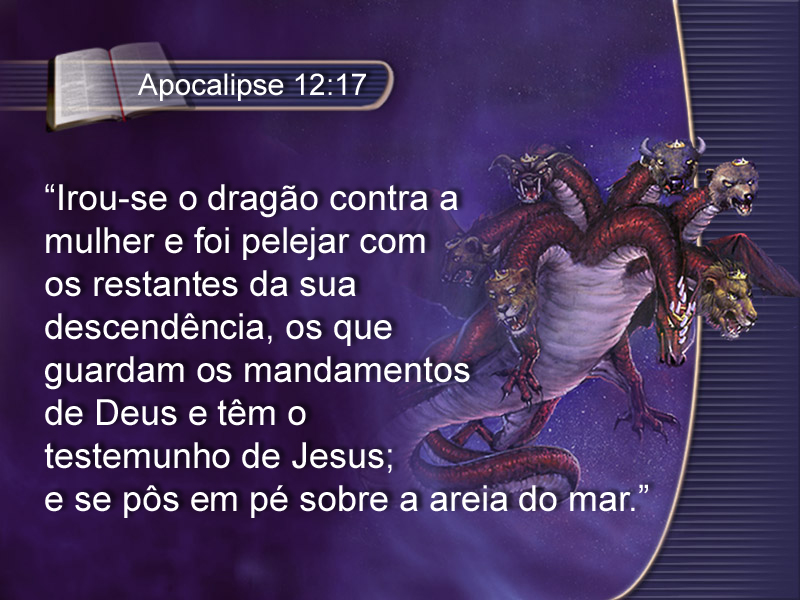 Apocalipse 12:17
“Irou-se o dragão contra a
mulher e foi pelejar com
os restantes da sua
descendência, os que
guardam os mandamentos
de Deus e têm o
testemunho de Jesus;
e se pôs em pé sobre a areia do mar.”